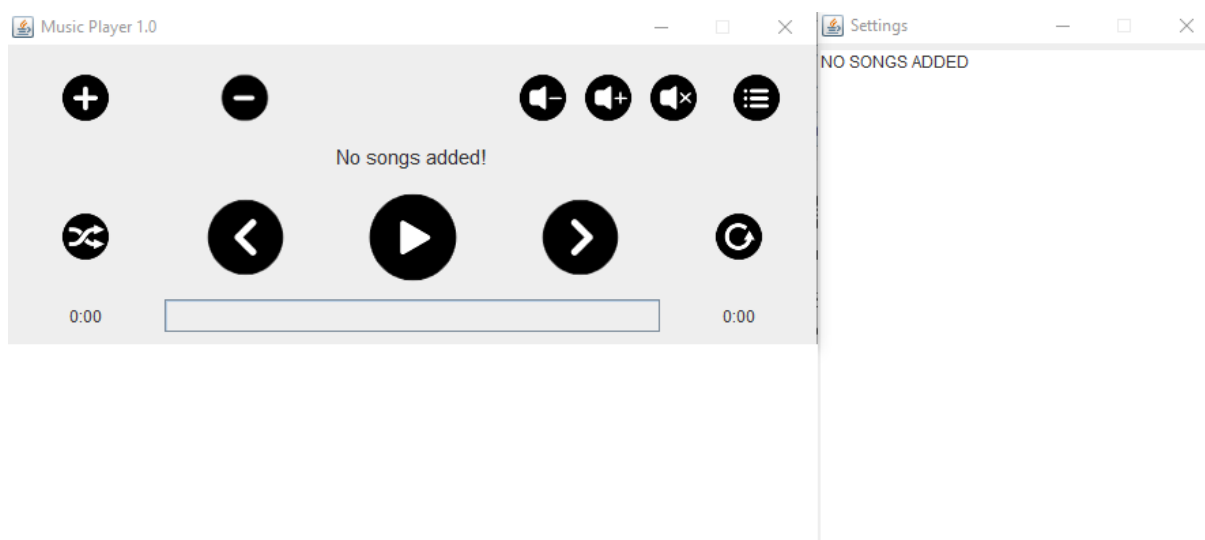 Music Player 1.0
Settings
NO SONGS ADDED
No songs added!
0:00
0:00